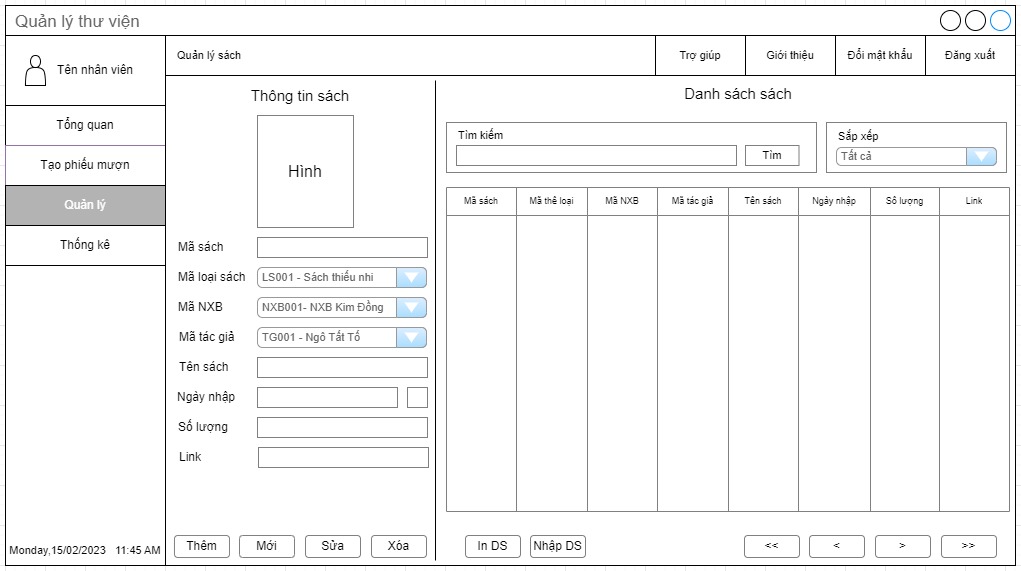 Quản lý thư viện
Tên nhân viên
Quản lý sách
Trợ giúp
Giới thiệu
Đổi mật khẩu
Đăng xuất
Tổng quan
Tạo phiếu mượn
Quản lý
Thống kê
Monday,15/02/2023 11:45 AM
Thông tin sách
Hình
Mã sách
Mã loại sách
LS001 - Sách thiếu nhi
Mã NXB
NXB001- NXB Kim Đồng
Mã tác giả
TG001 - Ngô Tất Tố
Tên sách
Ngày nhập
Số lượng
Link
Thêm
Mới
Sửa
Xóa
Danh sách sách
Tìm kiếm
Tìm
Sắp xếp
Tất cả
Mã sách
Mã thể loại
Mã NXB
Mã tác giả
Tên sách
Ngày nhập
Số lượng
Link
In DS
Nhập DS
<<
<
>
>>